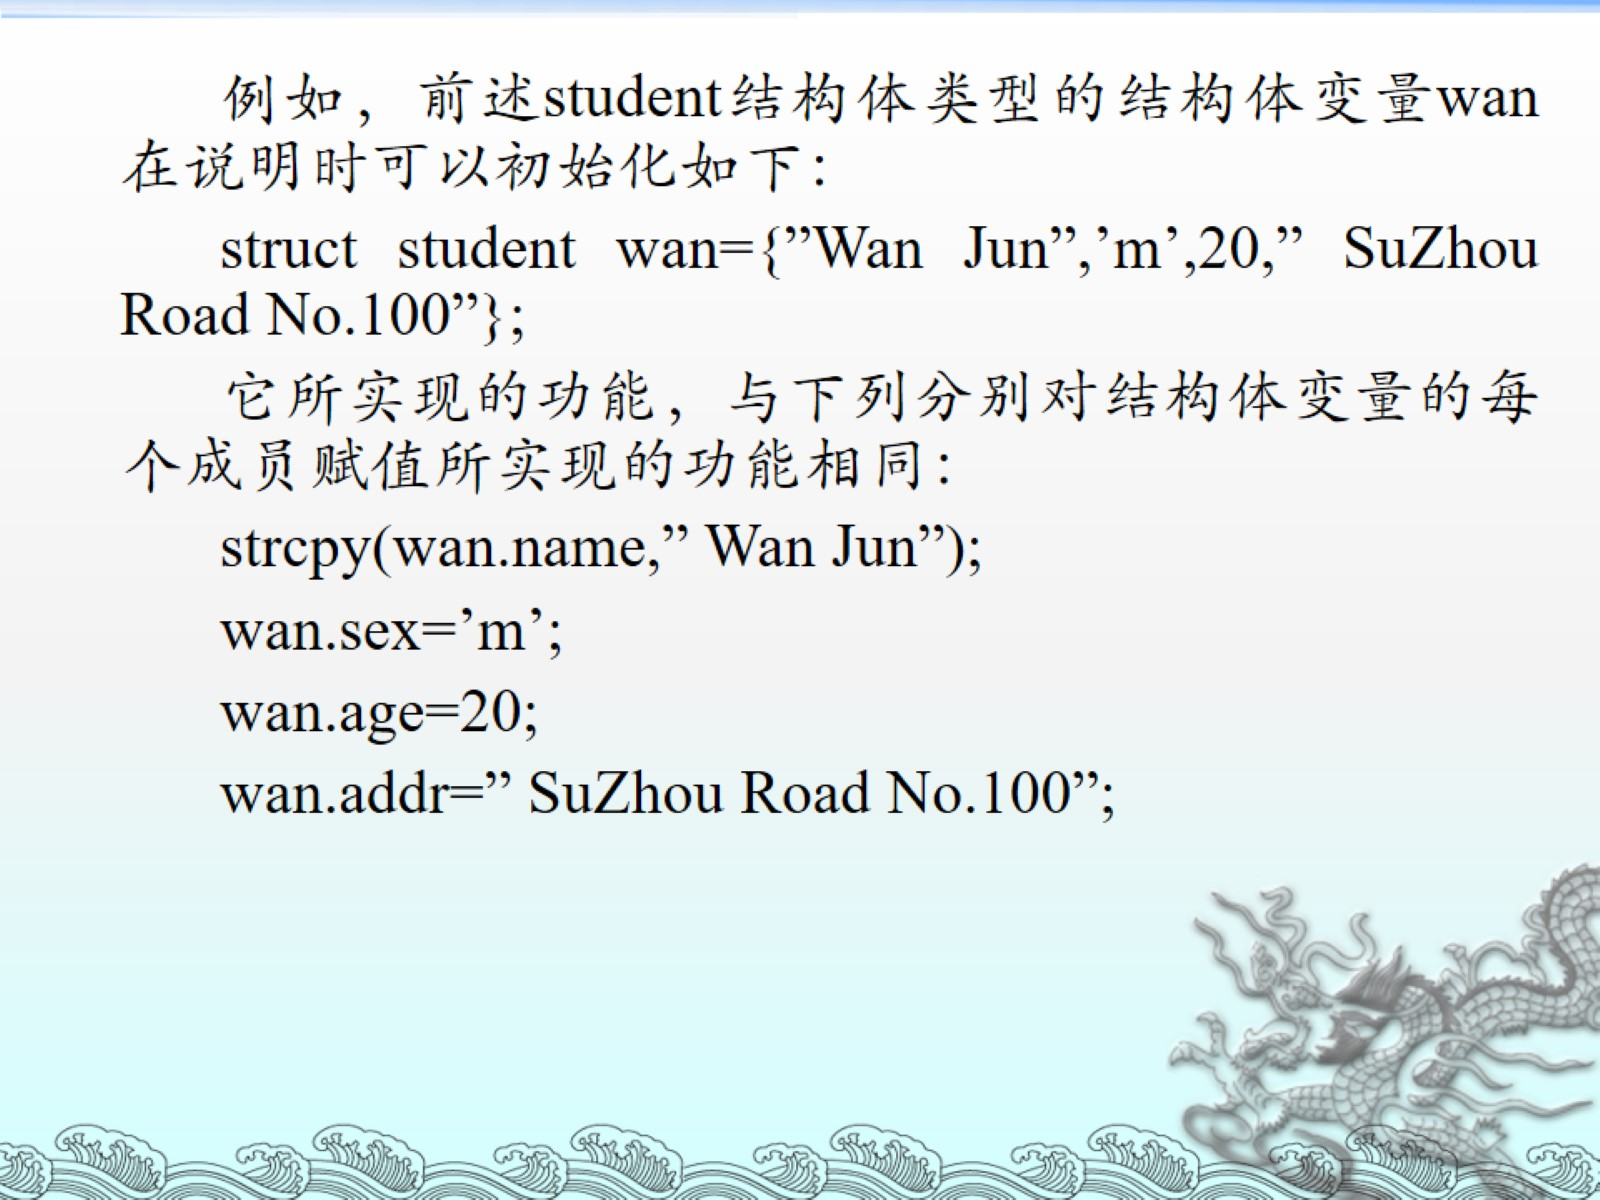 例如，前述student结构体类型的结构体变量wan
在说明时可以初始化如下：
struct student wan={”Wan Jun”,’m’,20,” SuZhou
Road No.100”};
它所实现的功能，与下列分别对结构体变量的每
个成员赋值所实现的功能相同：
strcpy(wan.name,” Wan Jun”);
wan.sex=’m’;
wan.age=20;
wan.addr=” SuZhou Road No.100”;